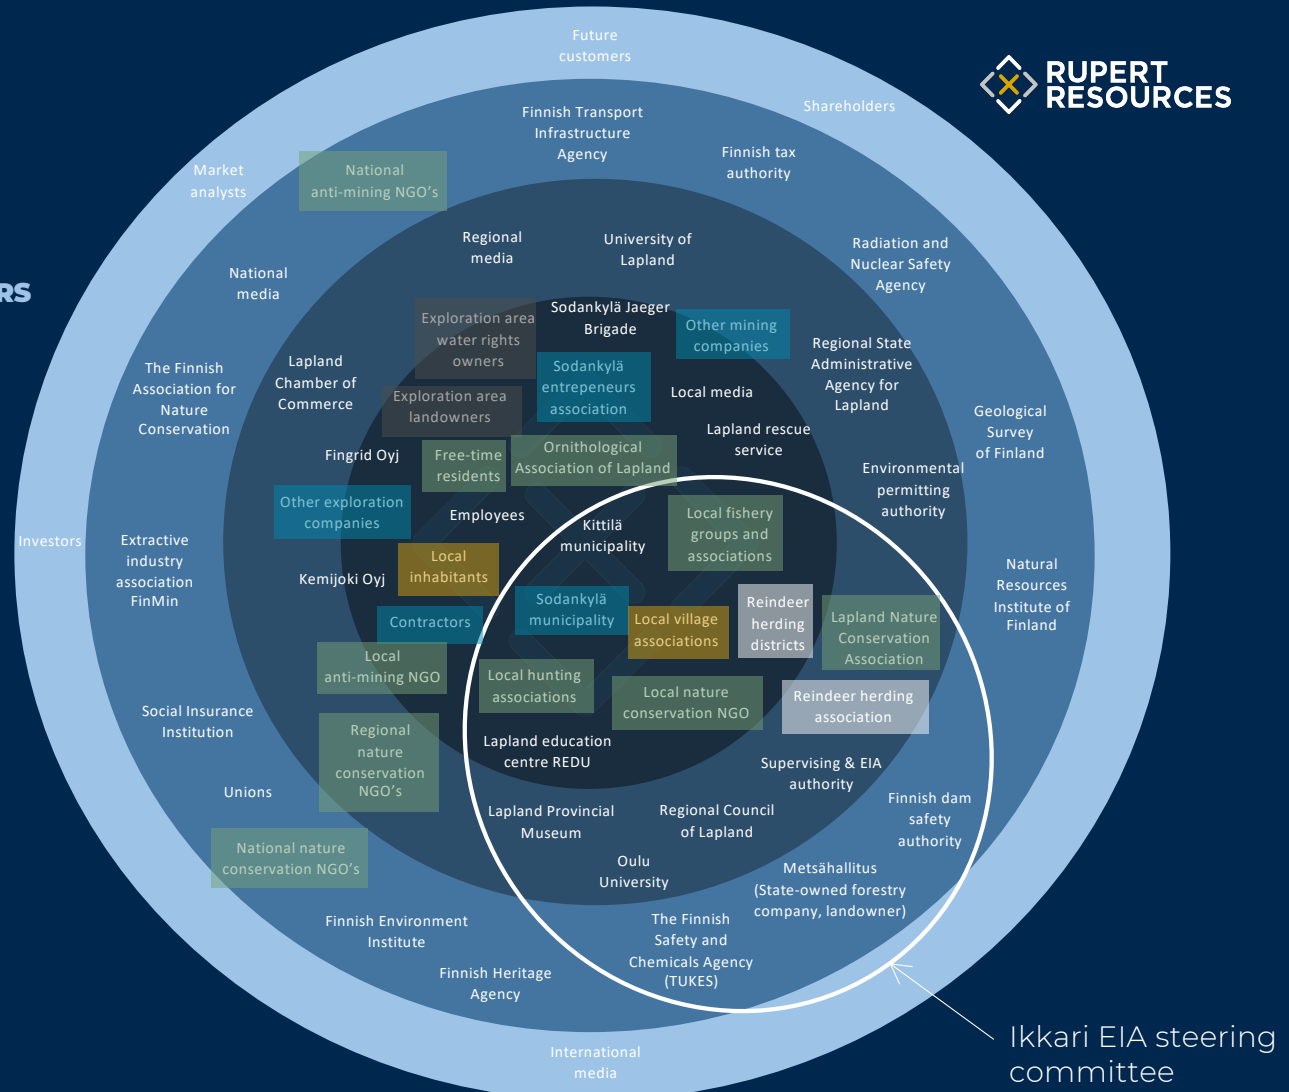 Future
customers
RUPERT
RESOURCES
Shareholders
Finnish Transport
Infrastructure
Agency
Finnish tax
authority
Market
analysts
National
anti-mining NGO's
Regional
media
University of
Lapland
Radiation and
Nuclear Safety
Agency
National
media
RS
Exploration area
water rights
owners
Sodankylä Jaeger
Brigade
Other mining
companies
Regional State
Administrative
Agency for
Lapland
The Finnish
Association for
Nature
Conservation
Lapland
Chamber of
Commerce
Sodankylä
entrepeneurs
association
Local media
Exploration area
landowners
Geological
Survey
of Finland
Lapland rescue
service
Fingrid Oyj
Free-time
residents
Ornithological
Association of Lapland
Environmental
permitting
authority
Other exploration
companies
Employees
Kittilä
municipality
Local fishery
groups and
associations
Investors
Extractive
industry
association
FinMin
Local
inhabitants
Kemijoki Oyj
Natural
Resources
Institute of
Finland
Contractors
Sodankylä
municipality
Local village
associations
Reindeer
herding
districts
Lapland Nature
Conservation
Association
Local
anti-mining NGO
Local hunting
associations
Local nature
conservation NGO
Reindeer herding
association
Social Insurance
Institution
Regional
nature
conservation
NGO's
Lapland education
centre REDU
Supervising & EIA
authority
Unions
Lapland Provincial
Museum
Regional Council
of Lapland
Finnish dam
safety
authority
National nature
conservation NGO's
Oulu
University
Metsähallitus
(State-owned forestry
company, landowner)
Finnish Environment
Institute
The Finnish
Safety and
Chemicals Agency
(TUKES)
Finnish Heritage
Agency
International
media
Ikkari EIA steering
committee